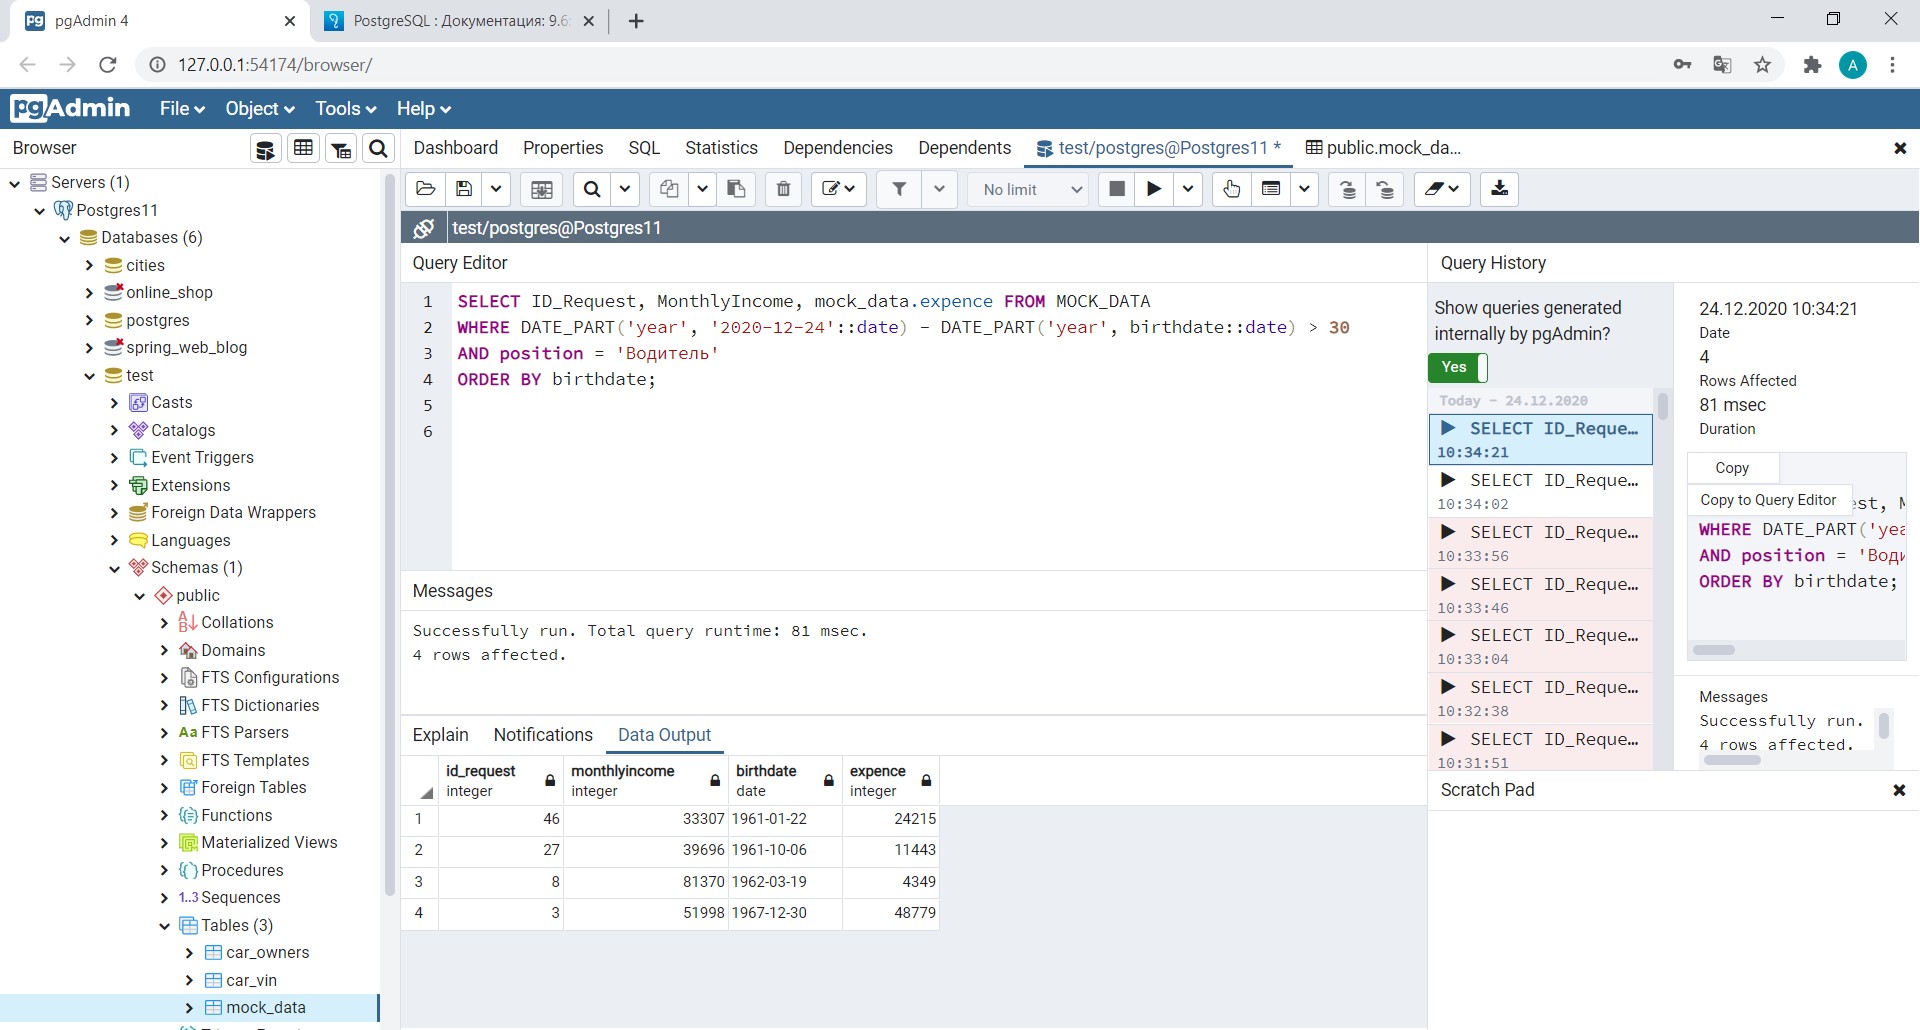 pgAdmin 4
PostgreSQL : Документация: 9.6
127.0.0.1:54174/browser/
A
pgAdmin
File
Object
Tools
Help
Browser
Dashboard
Properties
SQL
Statistics
Dependencies
Dependents
test/postgres@Postgres11 *
public.mock_da...
Servers (1)
Postgres11
Databases (6)
cities
online_shop
postgres
spring_web_blog
test
Casts
Catalogs
Event Triggers
Extensions
Foreign Data Wrappers
Languages
Schemas (1)
public
Collations
Domains
FTS Configurations
FTS Dictionaries
Aa FTS Parsers
FTS Templates
Foreign Tables
Functions
Materialized Views
Procedures
1..3 Sequences
Tables (3)
car_owners
car_vin
mock_data
No limit
test/postgres@Postgres11
Query Editor
1 SELECT ID_Request, MonthlyIncome, mock_data.expence FROM MOCK_DATA
2 WHERE DATE_PART('year', '2020-12-24'::date) - DATE_PART('year', birthdate::date) > 30
3 AND position = 'Водитель'
4 ORDER BY birthdate;
5
6
Messages
Successfully run. Total query runtime: 81 msec.
4 rows affected.
Explain
Notifications
Data Output
id_request integer
monthlyincome integer
birthdate date
expence integer
1 46 33307 1961-01-22 24215
2 27 39696 1961-10-06 11443
3 8 81370 1962-03-19 4349
4 3 51998 1967-12-30 48779
Query History
Show queries generated
internally by pgAdmin?
Yes
Today - 24.12.2020
SELECT ID_Reque...
10:34:21
SELECT ID_Reque...
10:34:02
SELECT ID_Reque...
10:33:56
SELECT ID_Reque...
10:33:46
SELECT ID_Reque...
10:33:04
SELECT ID_Reque...
10:32:38
SELECT ID_Reque...
10:31:51
24.12.2020 10:34:21
Date
4
Rows Affected
81 msec
Duration
Copy
Copy to Query Editor
WHERE DATE_PART('yea
AND position = 'Води
ORDER BY birthdate;
Messages
Successfully run.
4 rows affected.
Scratch Pad